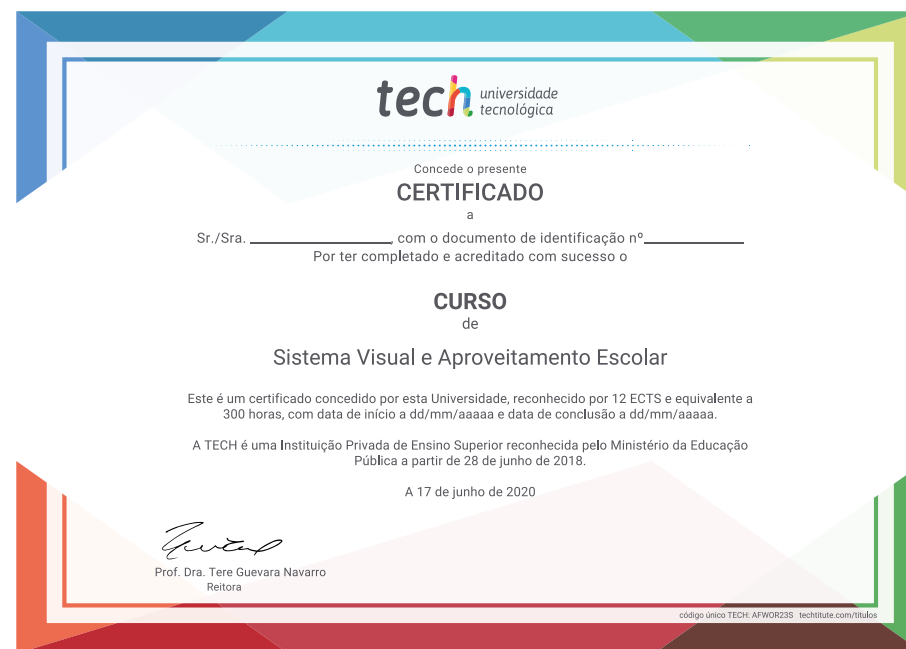 tech universidade
tecnológica
Concede o presente
CERTIFICADO
a
Sr./Sra. ________________, com o documento de identificação nº____________
Por ter completado e acreditado com sucesso o
CURSO
de
Sistema Visual e Aproveitamento Escolar
Este é um certificado concedido por esta Universidade, reconhecido por 12 ECTS e equivalente a
300 horas, com data de início a dd/mm/aaaaa e data de conclusão a dd/mm/aaaaa.
A TECH é uma Instituição Privada de Ensino Superior reconhecida pelo Ministério da Educação
Pública a partir de 28 de junho de 2018.
A 17 de junho de 2020
Prof. Dra. Tere Guevara Navarro
Reitora
código único TECH: AFWOR23S techtitute.com/titulos